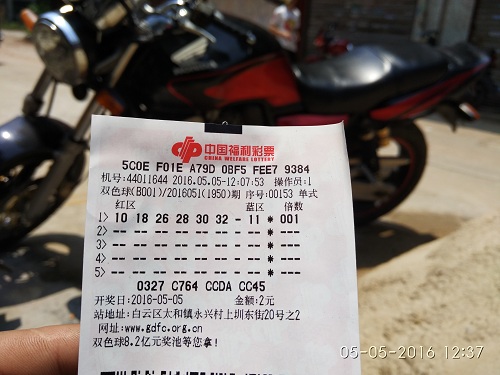 中国福利彩票
CHINA WELFARE LOTTERY
5C0E F01E A79D 0BF5 FEE7 9384
机号:44011644 2016.05.05-12:07:53 操作员:1
双色球(B001)/2016051(1950)期 序号:00153 单式
红区 蓝区 倍数
1> 10 18 26 28 30 32 - 11 * 001
2> --- --- --- --- --- --- --- * ---
3> --- --- --- --- --- --- --- * ---
4> --- --- --- --- --- --- --- * ---
5> --- --- --- --- --- --- --- * ---
0327 C764 CCDA CC45
开奖日:2016-05-05 金额:2元
站地址:白云区太和镇永兴村上圳东街20号之2
网址:www.gdfc.org.cn
双色球8.2亿元奖池等您拿!
05-05-2016 12:37